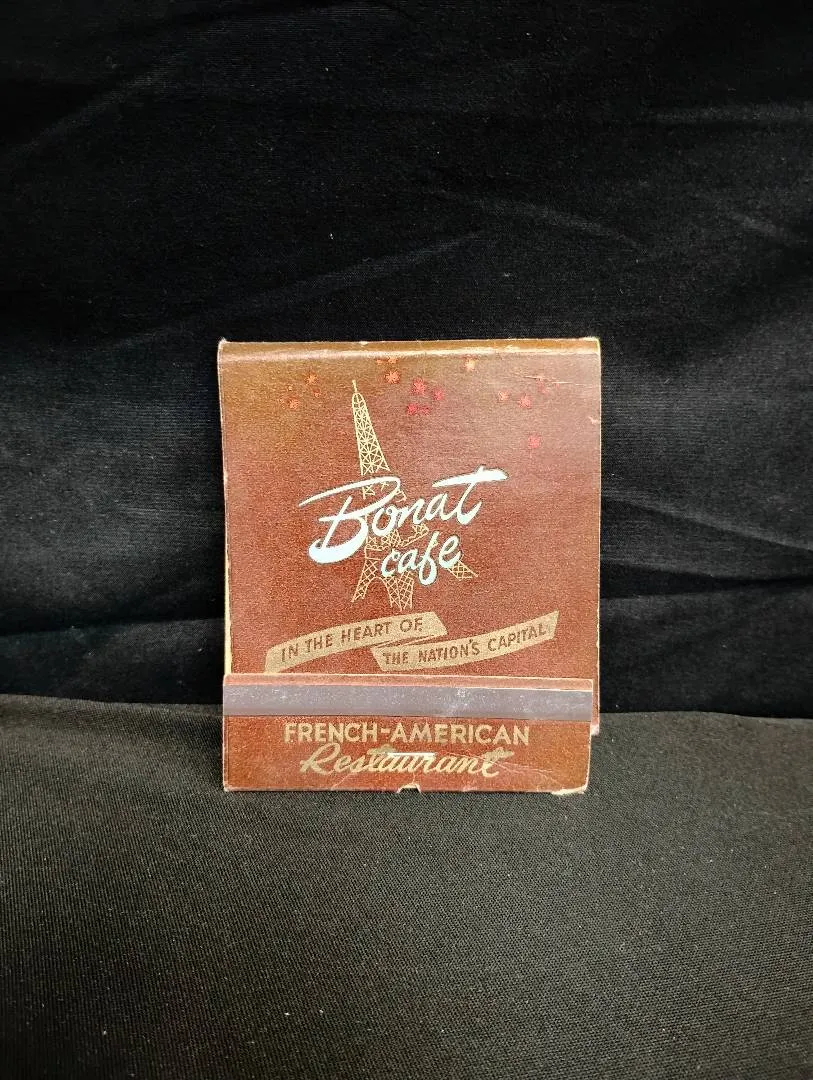 Bonat
cafe
IN THE HEART OF
THE NATION'S CAPITAL
FRENCH-AMERICAN
Restaurant